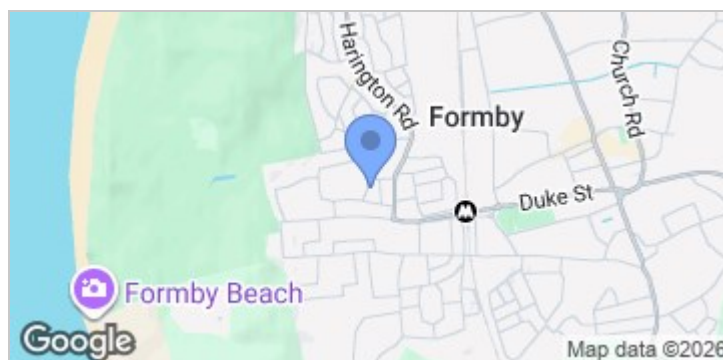 Harington Rd
Church Rd
Formby
Duke St
Formby Beach
Google
Map data ©2026